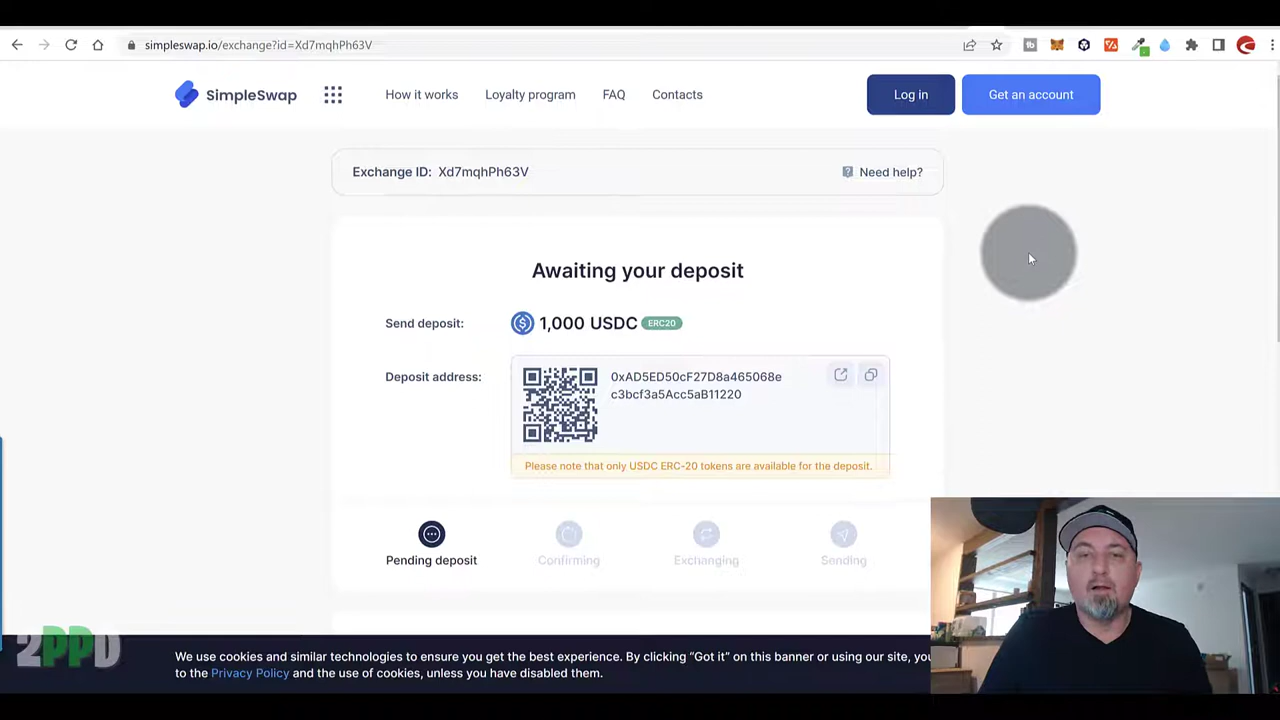 simpleswap.io/exchange?id=Xd7mqhPh63V
SimpleSwap
How it works
Loyalty program
FAQ
Contacts
Log in
Get an account
Exchange ID: Xd7mqhPh63V
Need help?
Awaiting your deposit
Send deposit:
1,000 USDC ERC20
Deposit address:
0xAD5ED50cF27D8a465068e
c3bcf3a5Acc5aB11220
Please note that only USDC ERC-20 tokens are available for the deposit.
Pending deposit
Confirming
Exchanging
Sending
2PPD
We use cookies and similar technologies to ensure you get the best experience. By clicking “Got it” on this banner or using our site, you
to the Privacy Policy and the use of cookies, unless you have disabled them.